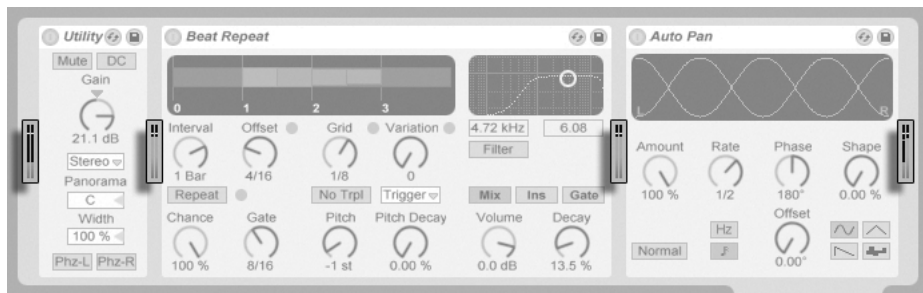 Utility
Mute DC
Gain
21.1 dB
Stereo
Panorama
C
Width
100 %
Phz-L Phz-R
Beat Repeat
0 1 2 3
Interval Offset Grid Variation
1 Bar 4/16 1/8 0
Repeat No Trpl Trigger
Chance Gate Pitch Pitch Decay
100 % 8/16 -1 st 0.00 %
4.72 kHz 6.08
Filter
Mix Ins Gate
Volume Decay
0.0 dB 13.5 %
Auto Pan
L R
Amount Rate Phase Shape
100 % 1/2 180° 0.00 %
Offset
Hz
Normal
0.00°